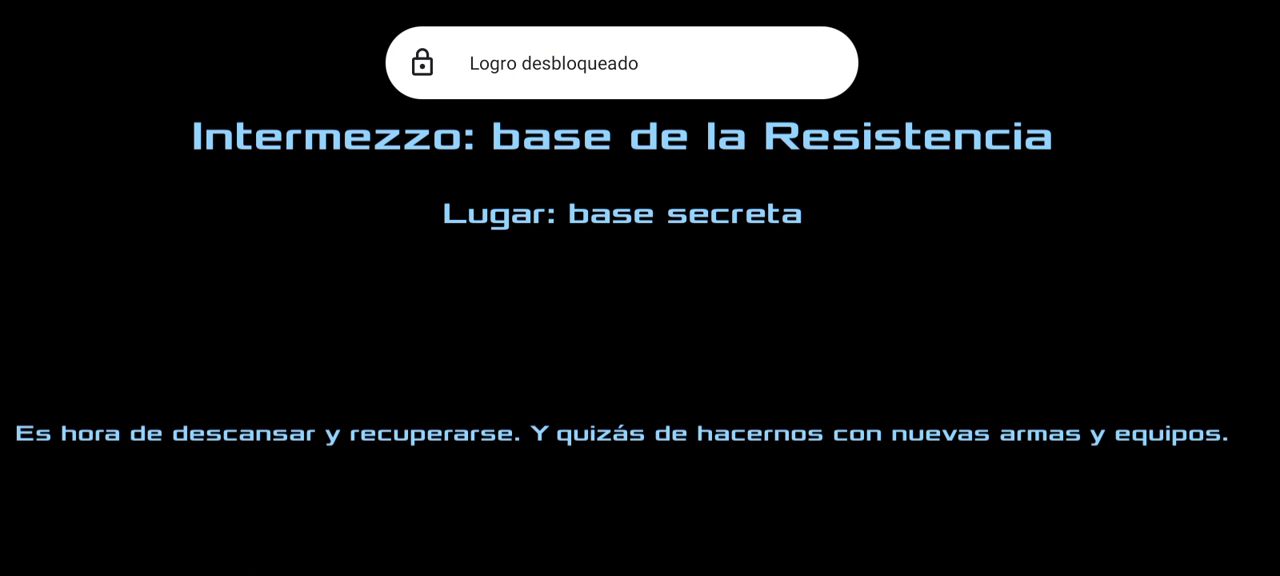 Logro desbloqueado
Intermezzo: base de la Resistencia
Lugar: base secreta
Es hora de descansar y recuperarse. Y quizás de hacernos con nuevas armas y equipos.